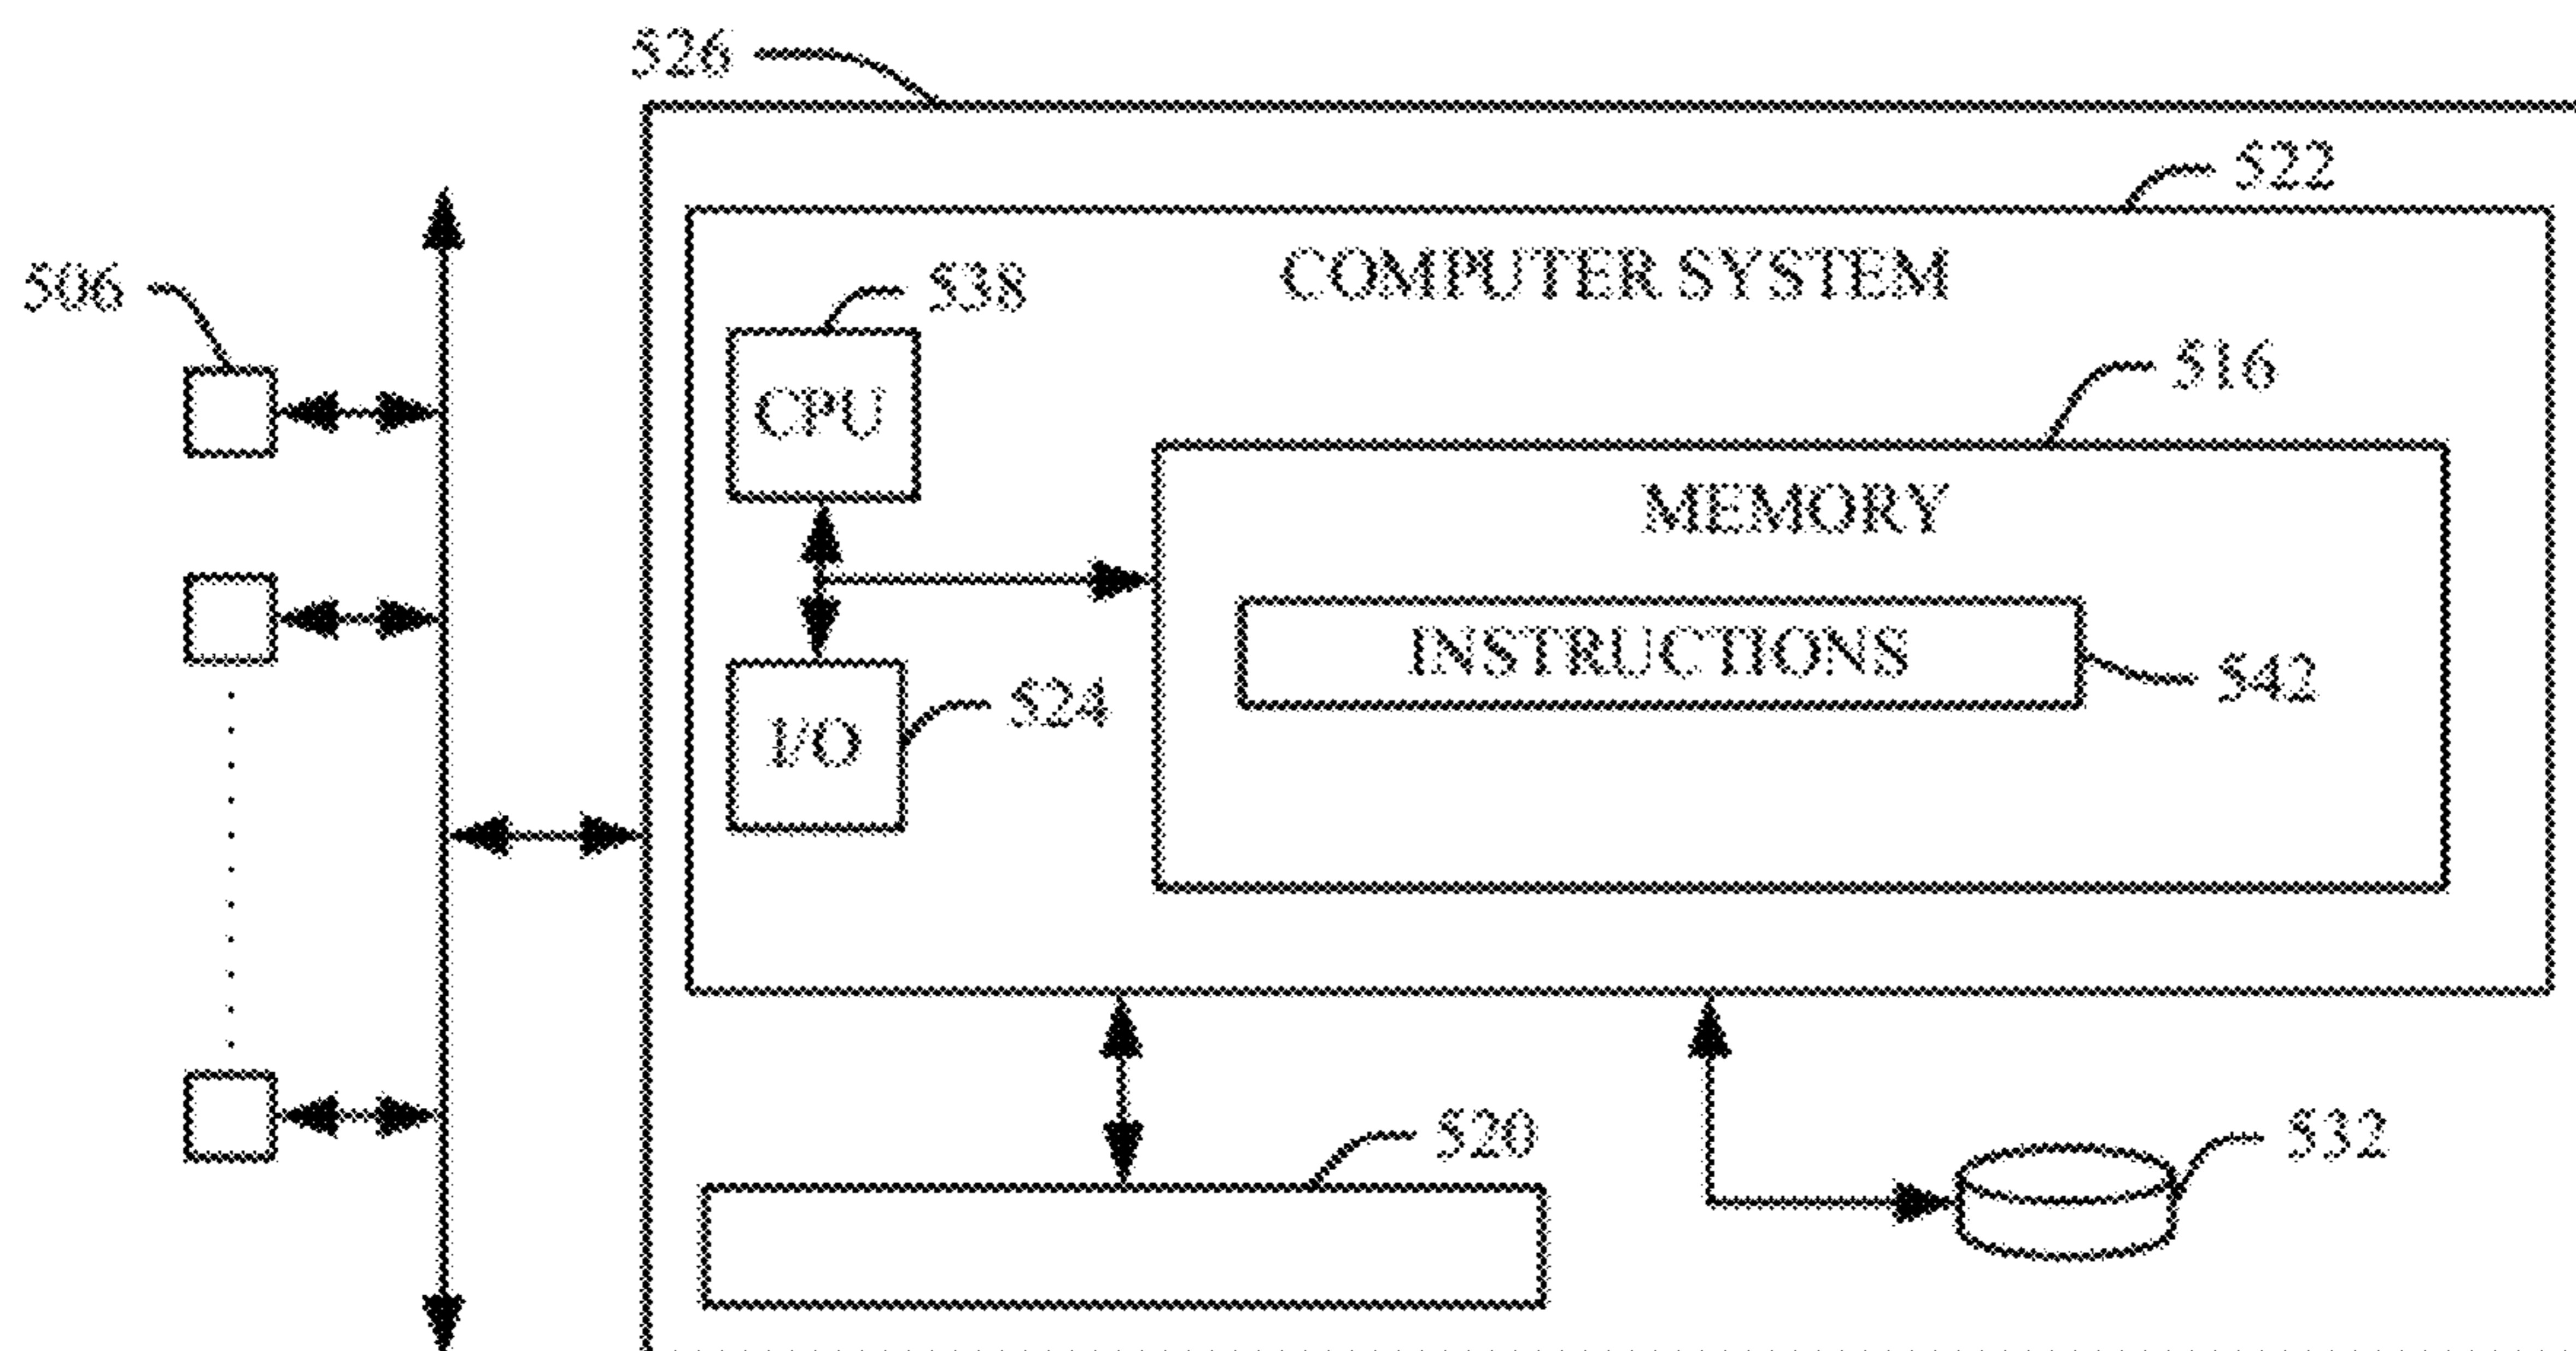 526
522
COMPUTER SYSTEM
506
538
516
CPU
MEMORY
INSTRUCTIONS
542
524
I/O
520
532